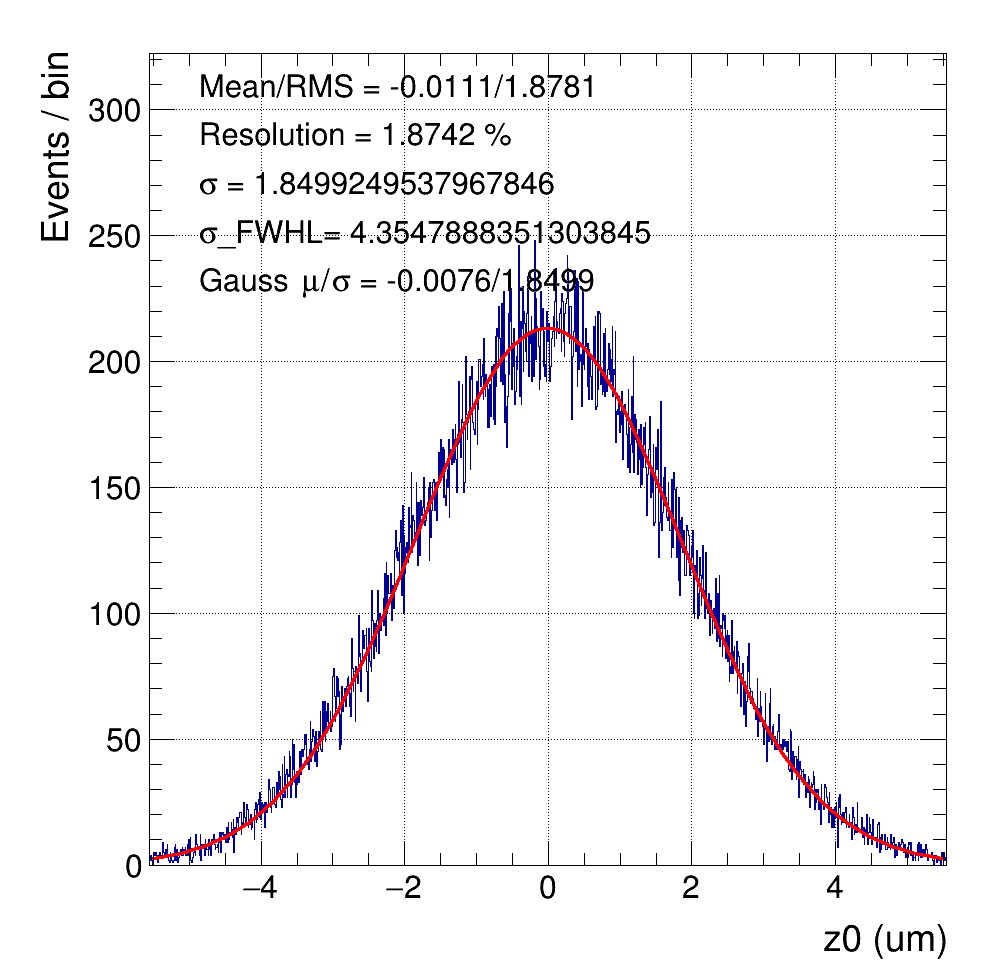 Events / bin
Mean/RMS = -0.0111/1.8781
Resolution = 1.8742 %
σ = 1.8499249537967846
σ_FWHL= 4.3547888351303845
Gauss μ/σ = -0.0076/1.8499
300
250
200
150
100
50
0
−4 −2 0 2 4
z0 (um)